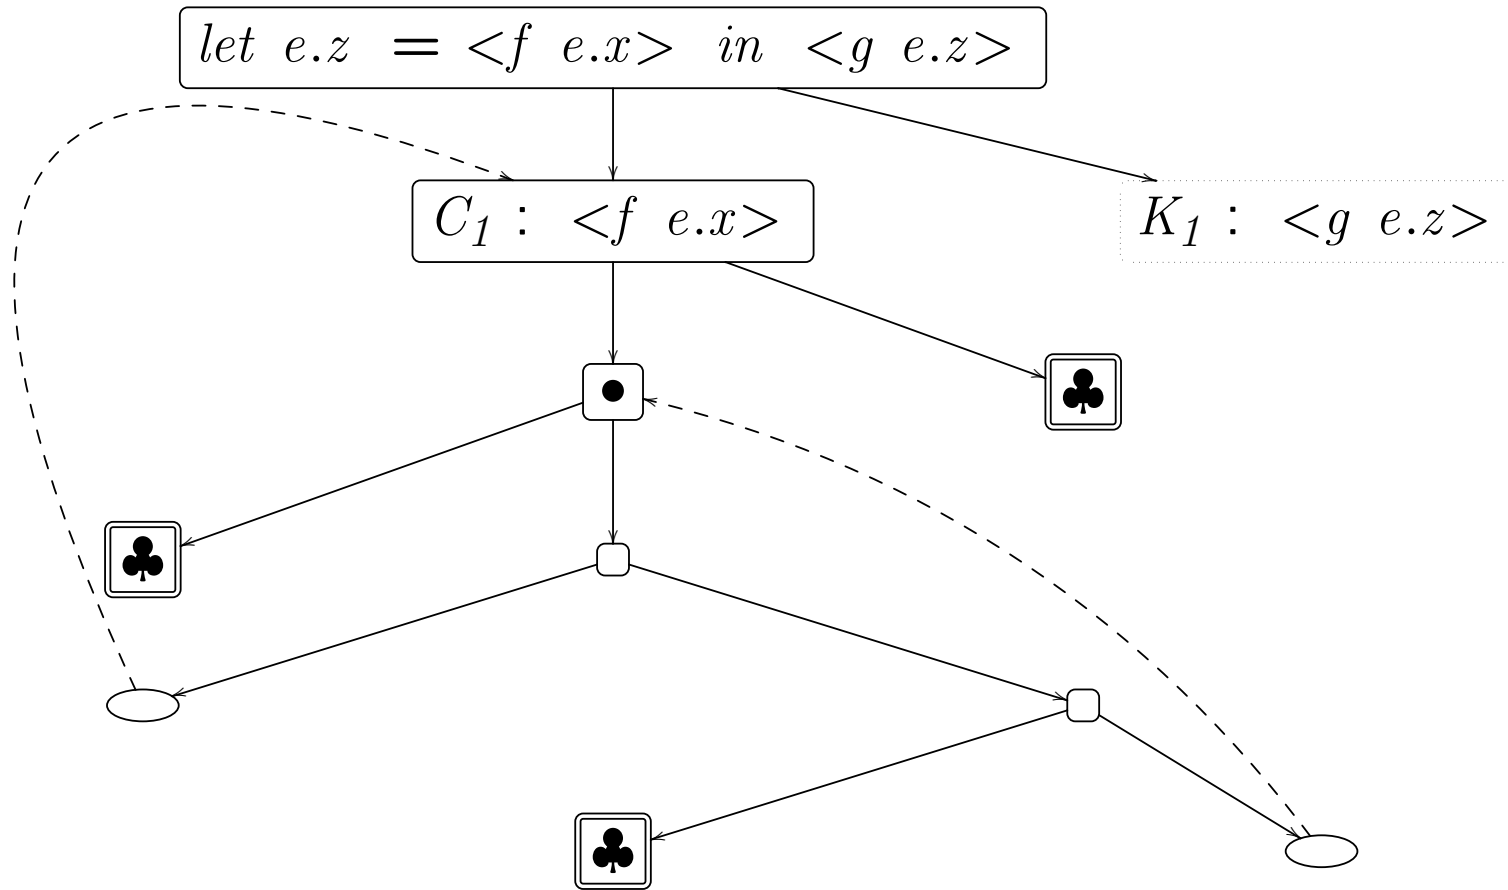 let e.z = <f e.x> in <g e.z>
C1 : <f e.x>
K1 : <g e.z>